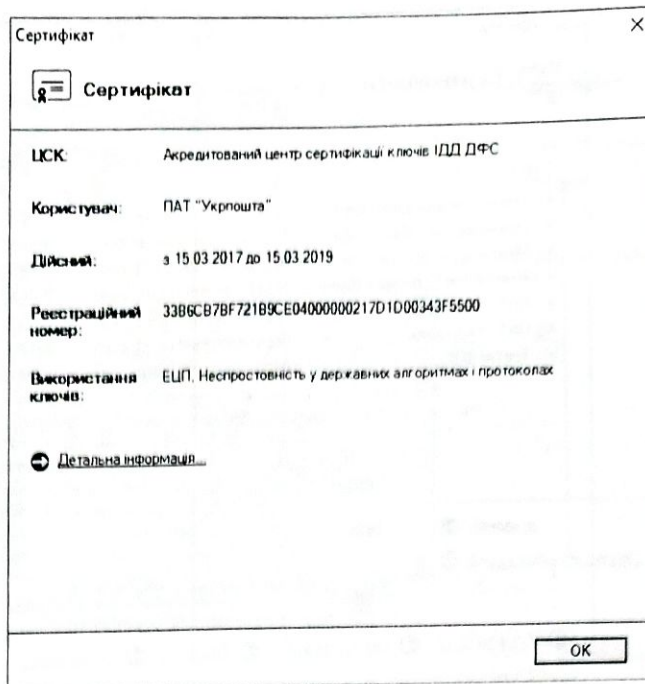 Сертифікат
Сертифікат
ЦСК: Акредитований центр сертифікації ключів ІДД ДФС
Користувач: ПАТ "Укрпошта"
Дійсний: з 15 03 2017 до 15 03 2019
Реєстраційний номер: 33B6CB7BF721B9CE04000000217D1D00343F5500
Використання ключів: ЕЦП, Неспростовність у державних алгоритмах і протоколах
Детальна інформація...
OK